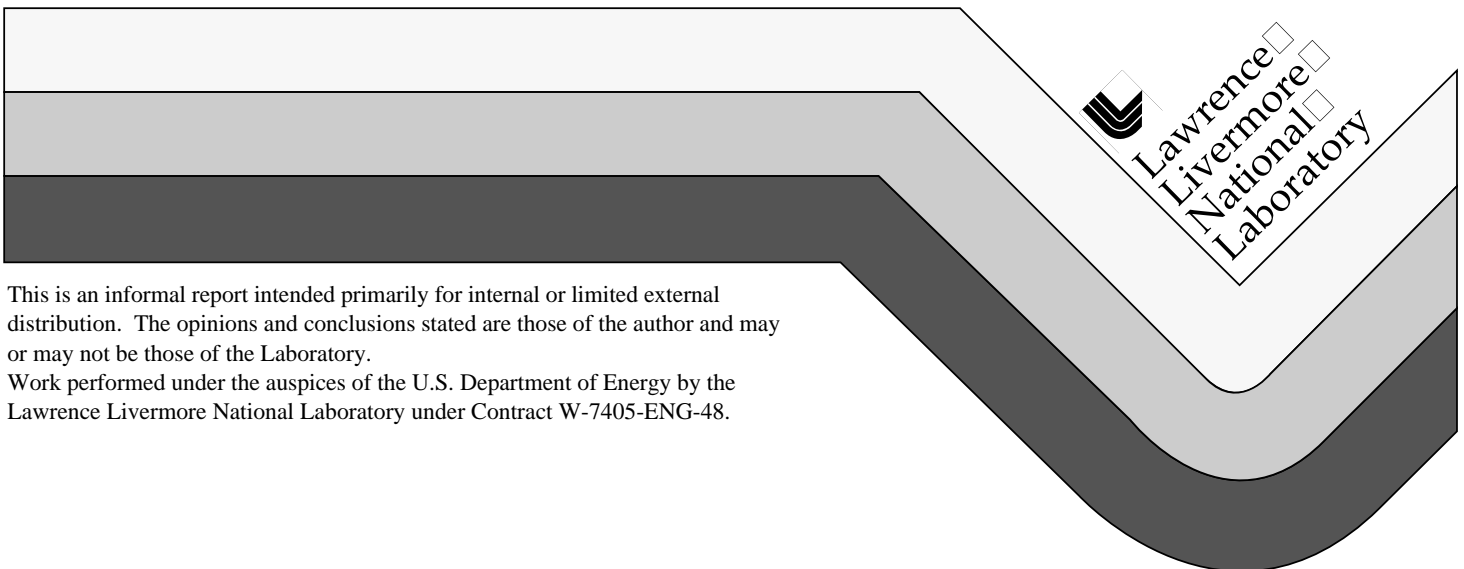 Lawrence
Livermore
National
Laboratory
This is an informal report intended primarily for internal or limited external
distribution.  The opinions and conclusions stated are those of the author and may
or may not be those of the Laboratory.
Work performed under the auspices of the U.S. Department of Energy by the
Lawrence Livermore National Laboratory under Contract W-7405-ENG-48.